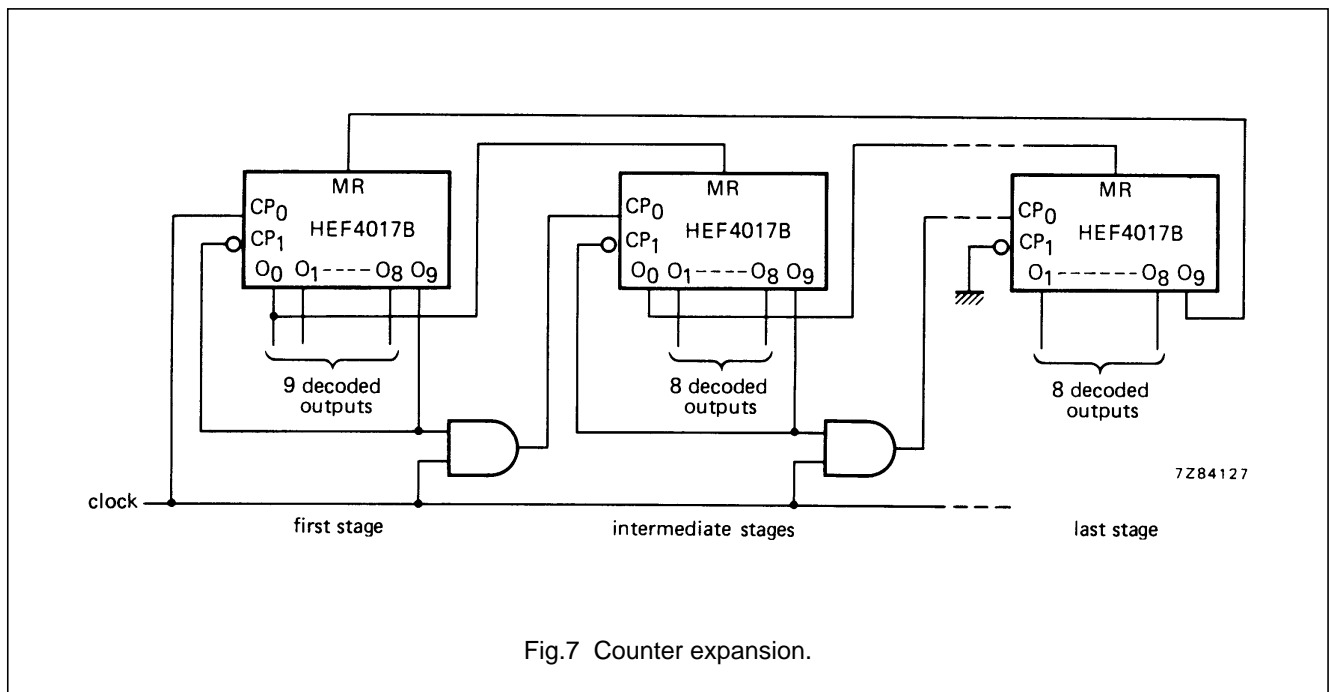 MR
CP0
HEF4017B
CP1
O0 O1 ---- O8 O9
9 decoded
outputs
MR
CP0
HEF4017B
CP1
O0 O1 ---- O8 O9
8 decoded
outputs
MR
CP0
HEF4017B
CP1
O1 ------- O8 O9
8 decoded
outputs
7Z84127
clock
first stage
intermediate stages
last stage
Fig.7 Counter expansion.